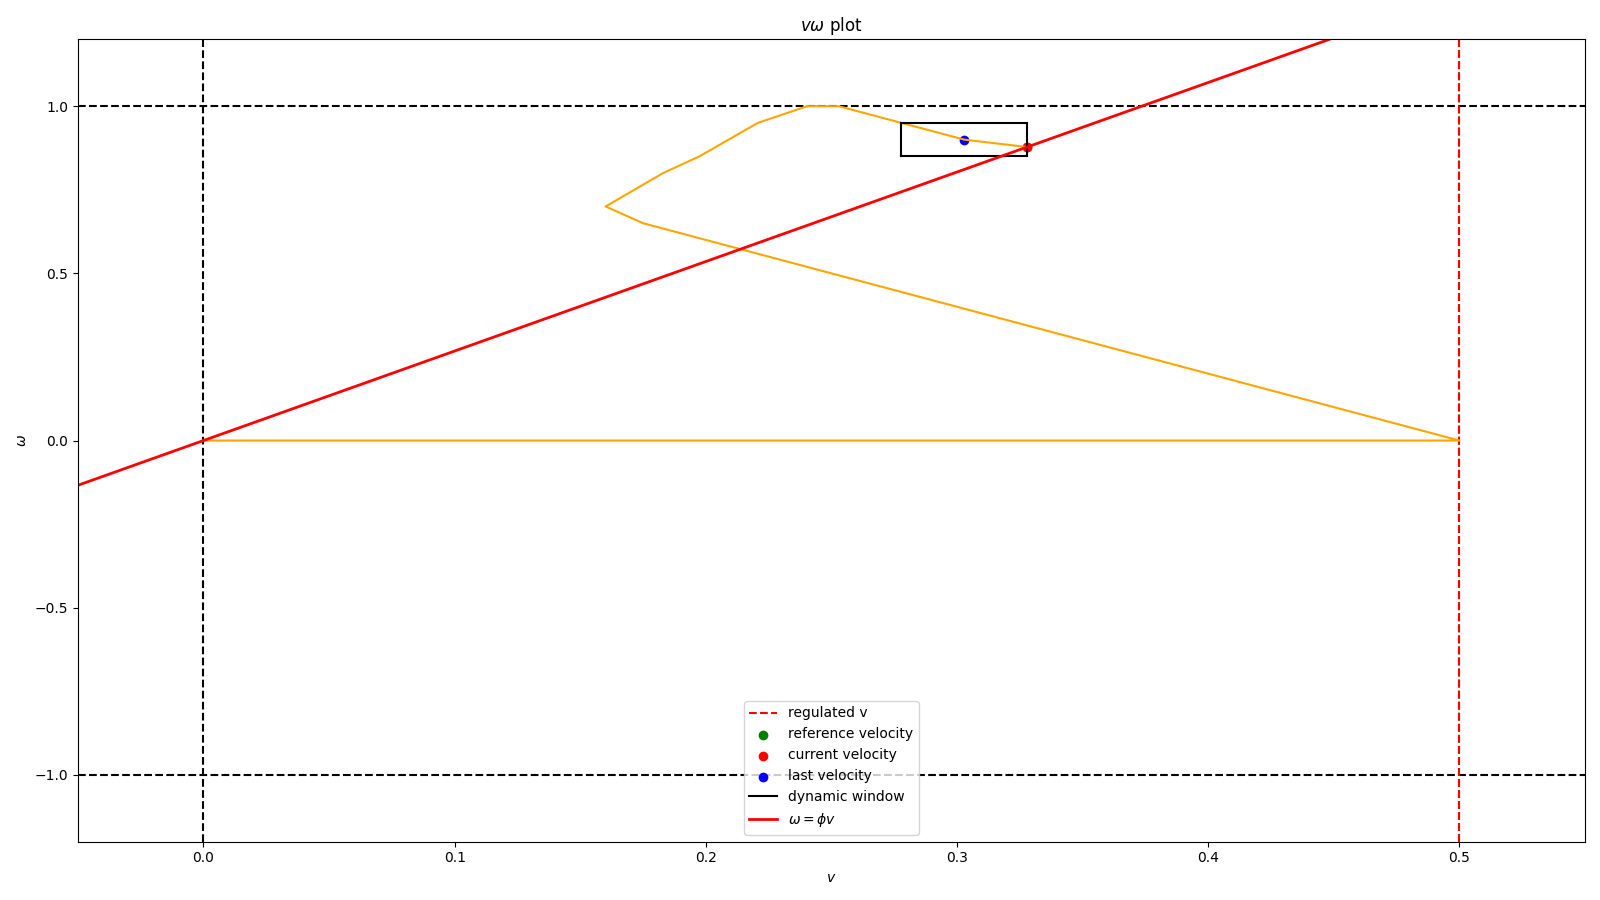 vω plot
1.0
0.5
0.0
−0.5
−1.0
ω
regulated v
reference velocity
current velocity
last velocity
dynamic window
ω = ϕv
0.0 0.1 0.2 0.3 0.4 0.5
v